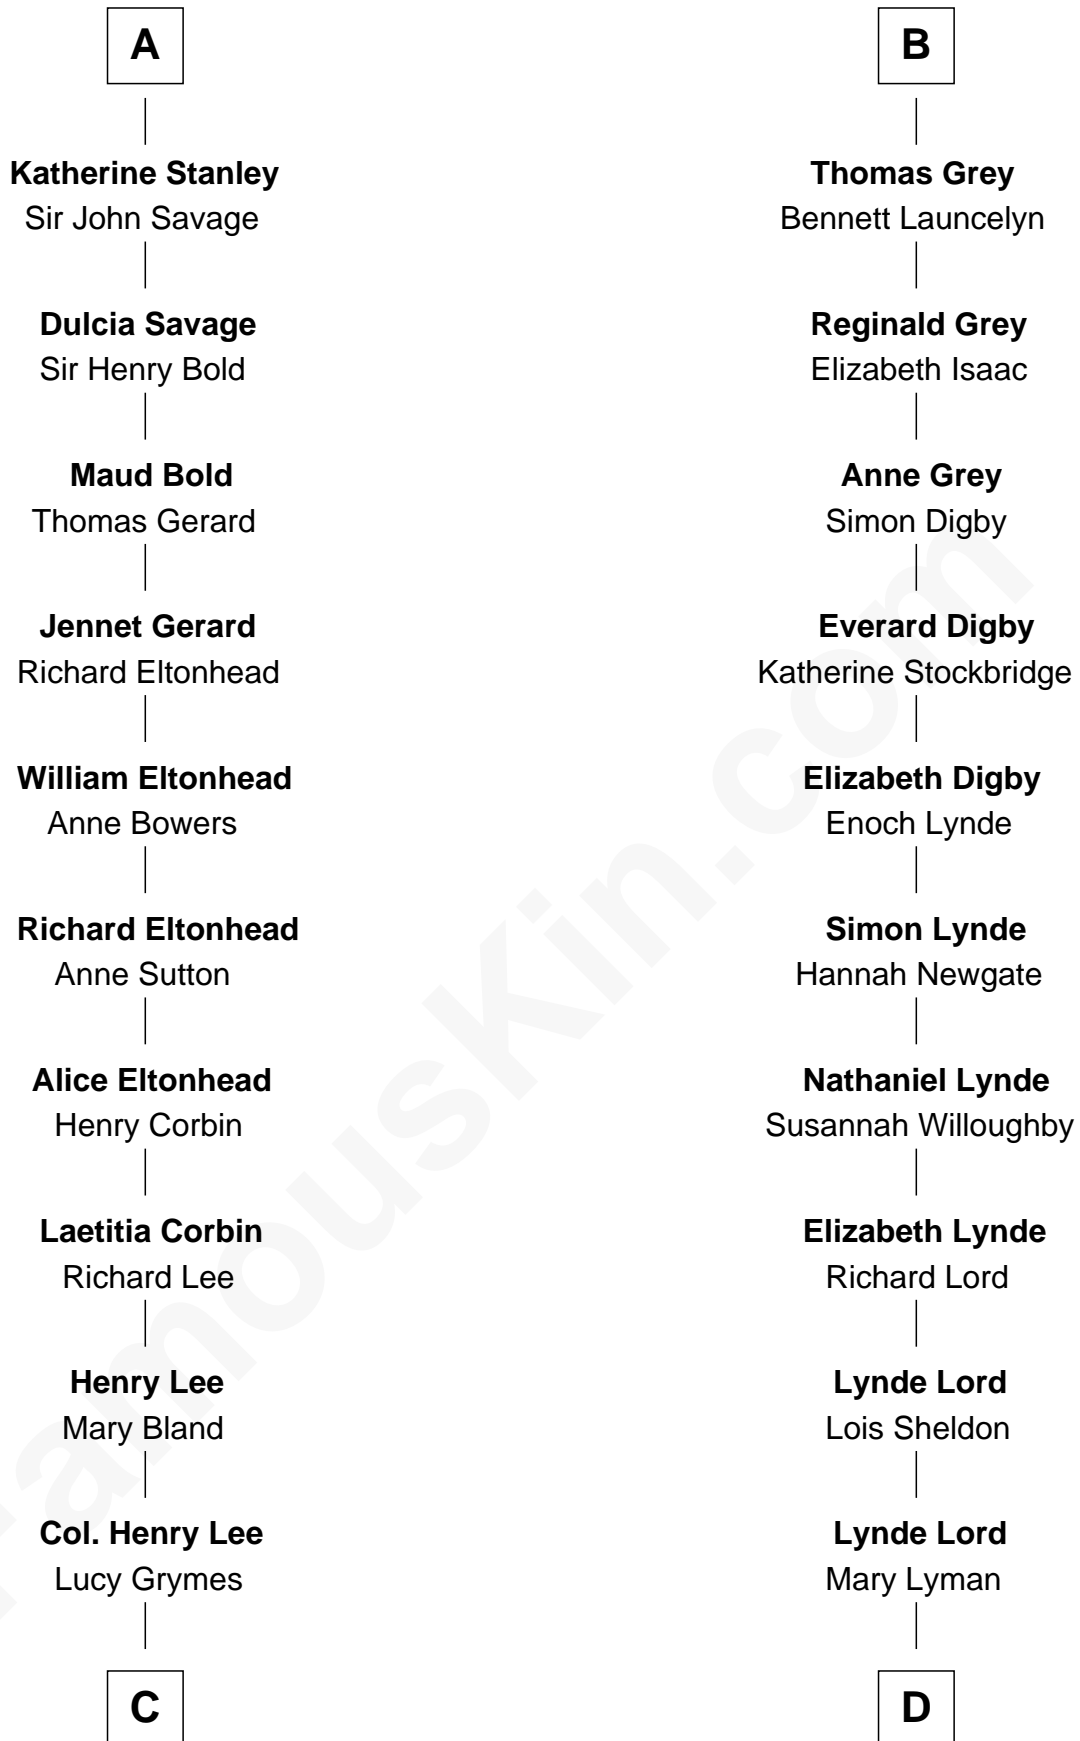 A
Katherine Stanley
Sir John Savage
Dulcia Savage
Sir Henry Bold
Maud Bold
Thomas Gerard
Jennet Gerard
Richard Eltonhead
William Eltonhead
Anne Bowers
Richard Eltonhead
Anne Sutton
Alice Eltonhead
Henry Corbin
Laetitia Corbin
Richard Lee
Henry Lee
Mary Bland
Col. Henry Lee
Lucy Grymes
C
B
Thomas Grey
Bennett Launcelyn
Reginald Grey
Elizabeth Isaac
Anne Grey
Simon Digby
Everard Digby
Katherine Stockbridge
Elizabeth Digby
Enoch Lynde
Simon Lynde
Hannah Newgate
Nathaniel Lynde
Susannah Willoughby
Elizabeth Lynde
Richard Lord
Lynde Lord
Lois Sheldon
Lynde Lord
Mary Lyman
D
FamousKin.com